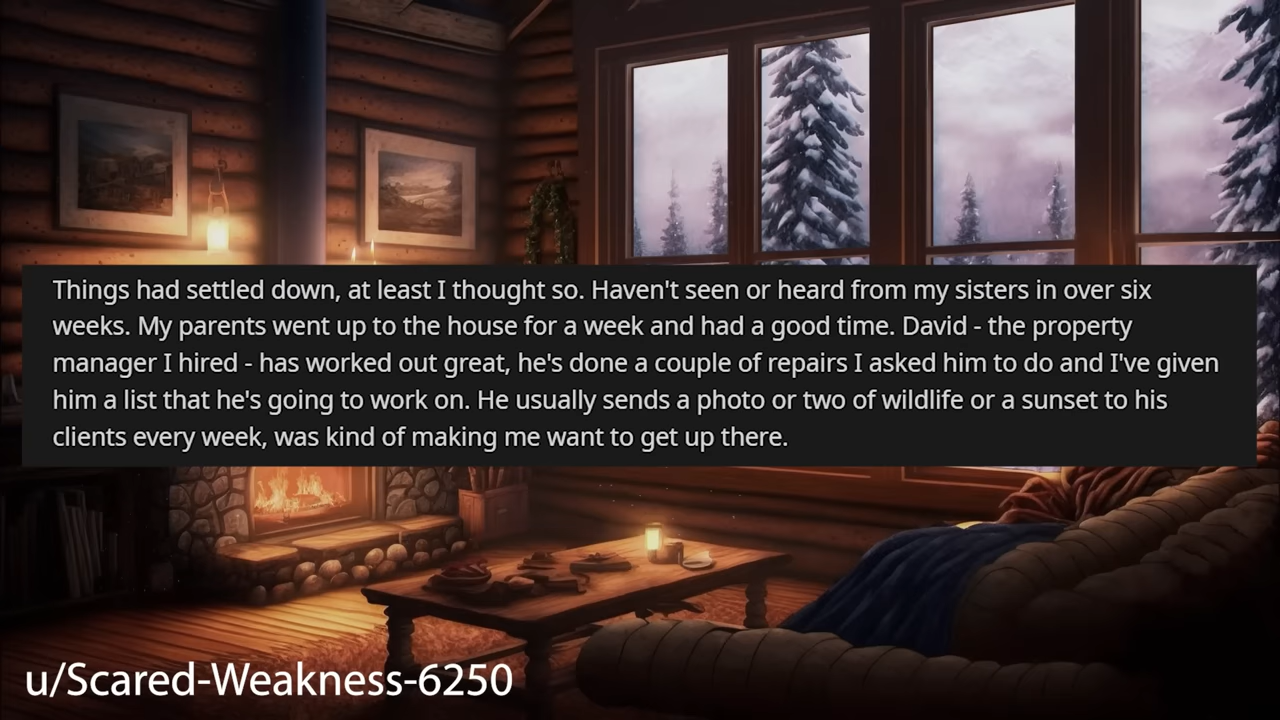 Things had settled down, at least I thought so. Haven't seen or heard from my sisters in over six
weeks. My parents went up to the house for a week and had a good time. David - the property
manager I hired - has worked out great, he's done a couple of repairs I asked him to do and I've given
him a list that he's going to work on. He usually sends a photo or two of wildlife or a sunset to his
clients every week, was kind of making me want to get up there.
u/Scared-Weakness-6250